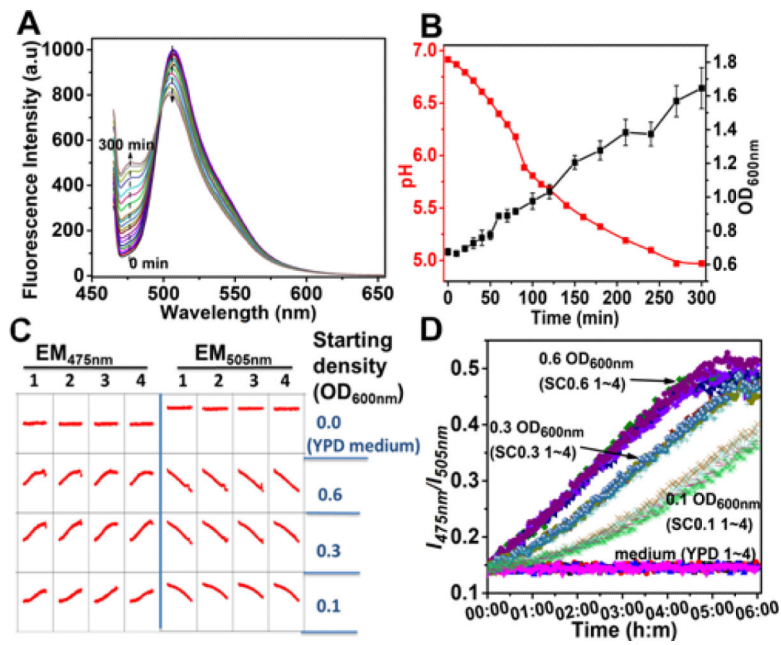 A
Fluorescence Intensity (a.u)
1000
800
600
400
200
0
300 min
0 min
450 500 550 600 650
Wavelength (nm)
B
pH
7.0
6.5
6.0
5.5
5.0
OD600nm
1.8
1.6
1.4
1.2
1.0
0.8
0.6
0 50 100 150 200 250 300
Time (min)
C
EM475nm EM505nm
1 2 3 4 1 2 3 4
Starting
density
(OD600nm)
0.0
(YPD medium)
0.6
0.3
0.1
D
I475nm/I505nm
0.5
0.4
0.3
0.2
0.1
0.6 OD600nm
(SC0.6 1~4)
0.3 OD600nm
(SC0.3 1~4)
0.1 OD600nm
(SC0.1 1~4)
medium (YPD 1~4)
00:00 01:00 02:00 03:00 04:00 05:00 06:00
Time (h:m)